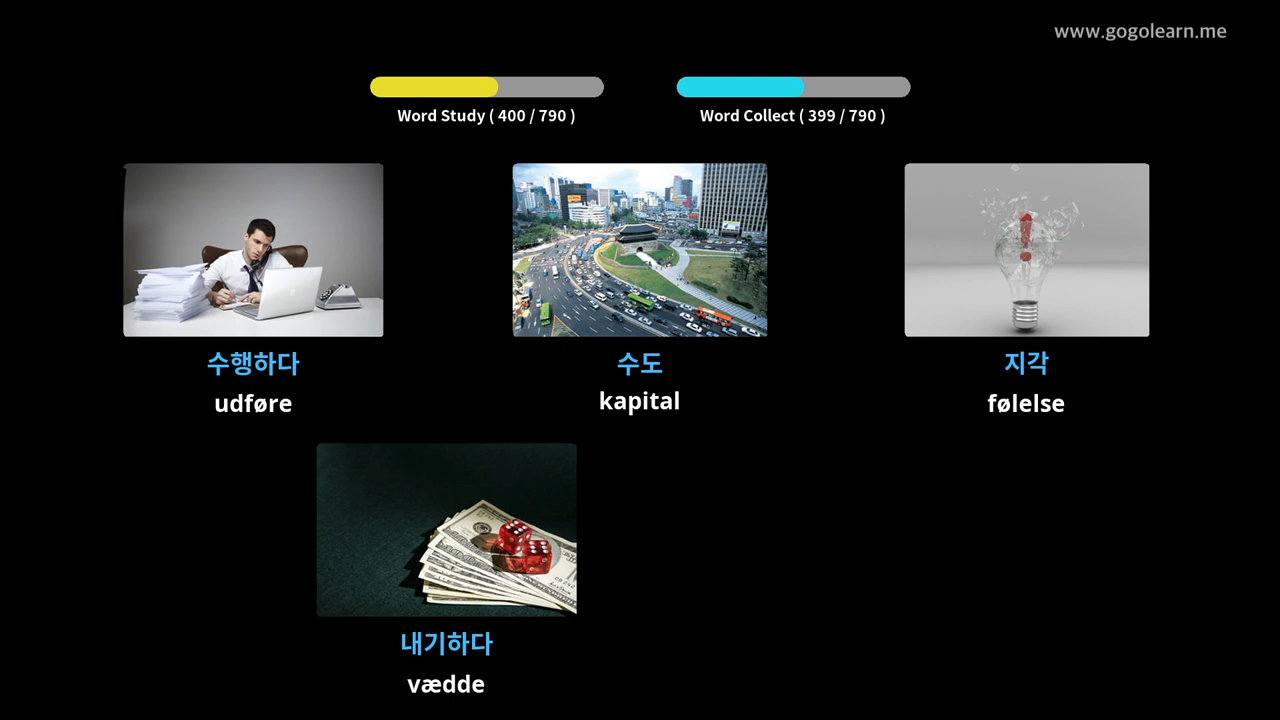 www.gogolearn.me
Word Study ( 400 / 790 )
Word Collect ( 399 / 790 )
수행하다
udføre
수도
kapital
지각
følelse
내기하다
vædde